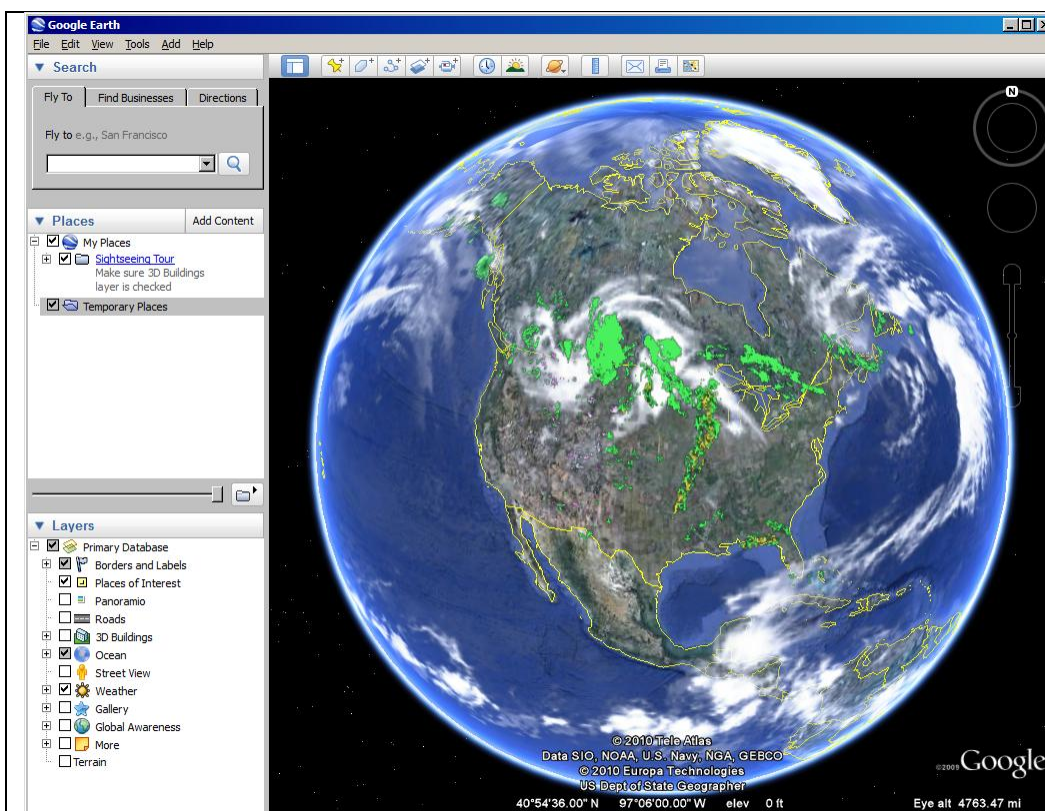 Google Earth
File Edit View Tools Add Help
Search
Fly To Find Businesses Directions
Fly to e.g., San Francisco
Places Add Content
My Places
Sightseeing Tour
Make sure 3D Buildings
layer is checked
Temporary Places
Layers
Primary Database
Borders and Labels
Places of Interest
Panoramio
Roads
3D Buildings
Ocean
Street View
Weather
Gallery
Global Awareness
More
Terrain
N
© 2010 Tele Atlas
Data SIO, NOAA, U.S. Navy, NGA, GEBCO
© 2010 Europa Technologies
US Dept of State Geographer
©2009 Google
40°54'36.00" N 97°06'00.00" W elev 0 ft Eye alt 4763.47 mi